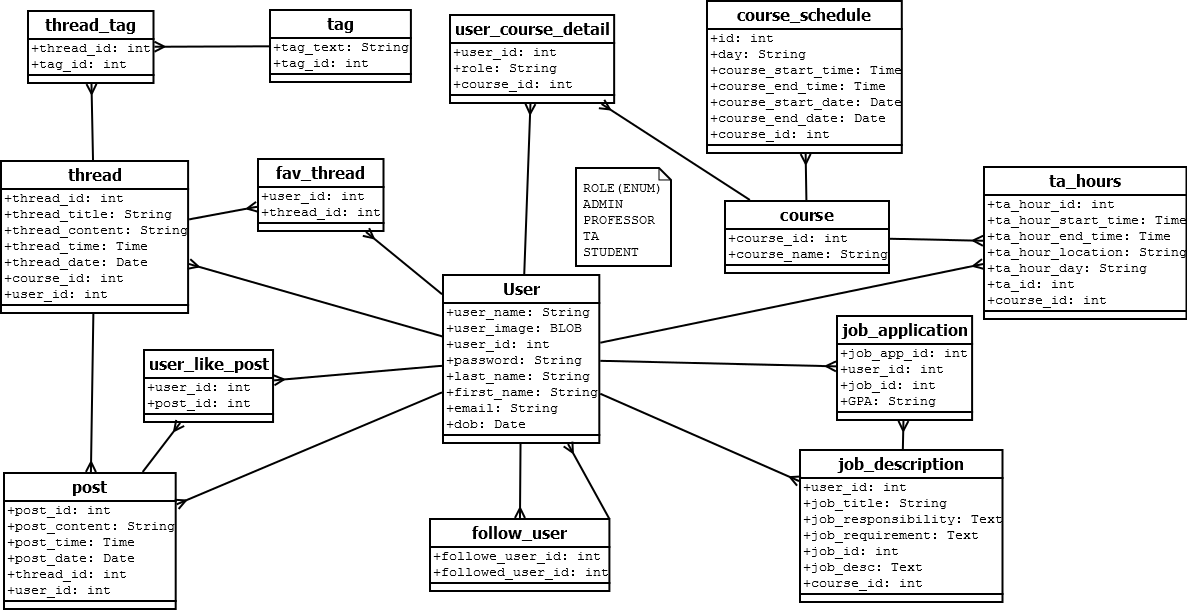 thread_tag
+thread_id: int
+tag_id: int
tag
+tag_text: String
+tag_id: int
user_course_detail
+user_id: int
+role: String
+course_id: int
course_schedule
+id: int
+day: String
+course_start_time: Time
+course_end_time: Time
+course_start_date: Date
+course_end_date: Date
+course_id: int
thread
+thread_id: int
+thread_title: String
+thread_content: String
+thread_time: Time
+thread_date: Date
+course_id: int
+user_id: int
fav_thread
+user_id: int
+thread_id: int
ROLE(ENUM)
ADMIN
PROFESSOR
TA
STUDENT
course
+course_id: int
+course_name: String
ta_hours
+ta_hour_id: int
+ta_hour_start_time: Time
+ta_hour_end_time: Time
+ta_hour_location: String
+ta_hour_day: String
+ta_id: int
+course_id: int
User
+user_name: String
+user_image: BLOB
+user_id: int
+password: String
+last_name: String
+first_name: String
+email: String
+dob: Date
user_like_post
+user_id: int
+post_id: int
job_application
+job_app_id: int
+user_id: int
+job_id: int
+GPA: String
post
+post_id: int
+post_content: String
+post_time: Time
+post_date: Date
+thread_id: int
+user_id: int
follow_user
+followe_user_id: int
+followed_user_id: int
job_description
+user_id: int
+job_title: String
+job_responsibility: Text
+job_requirement: Text
+job_id: int
+job_desc: Text
+course_id: int